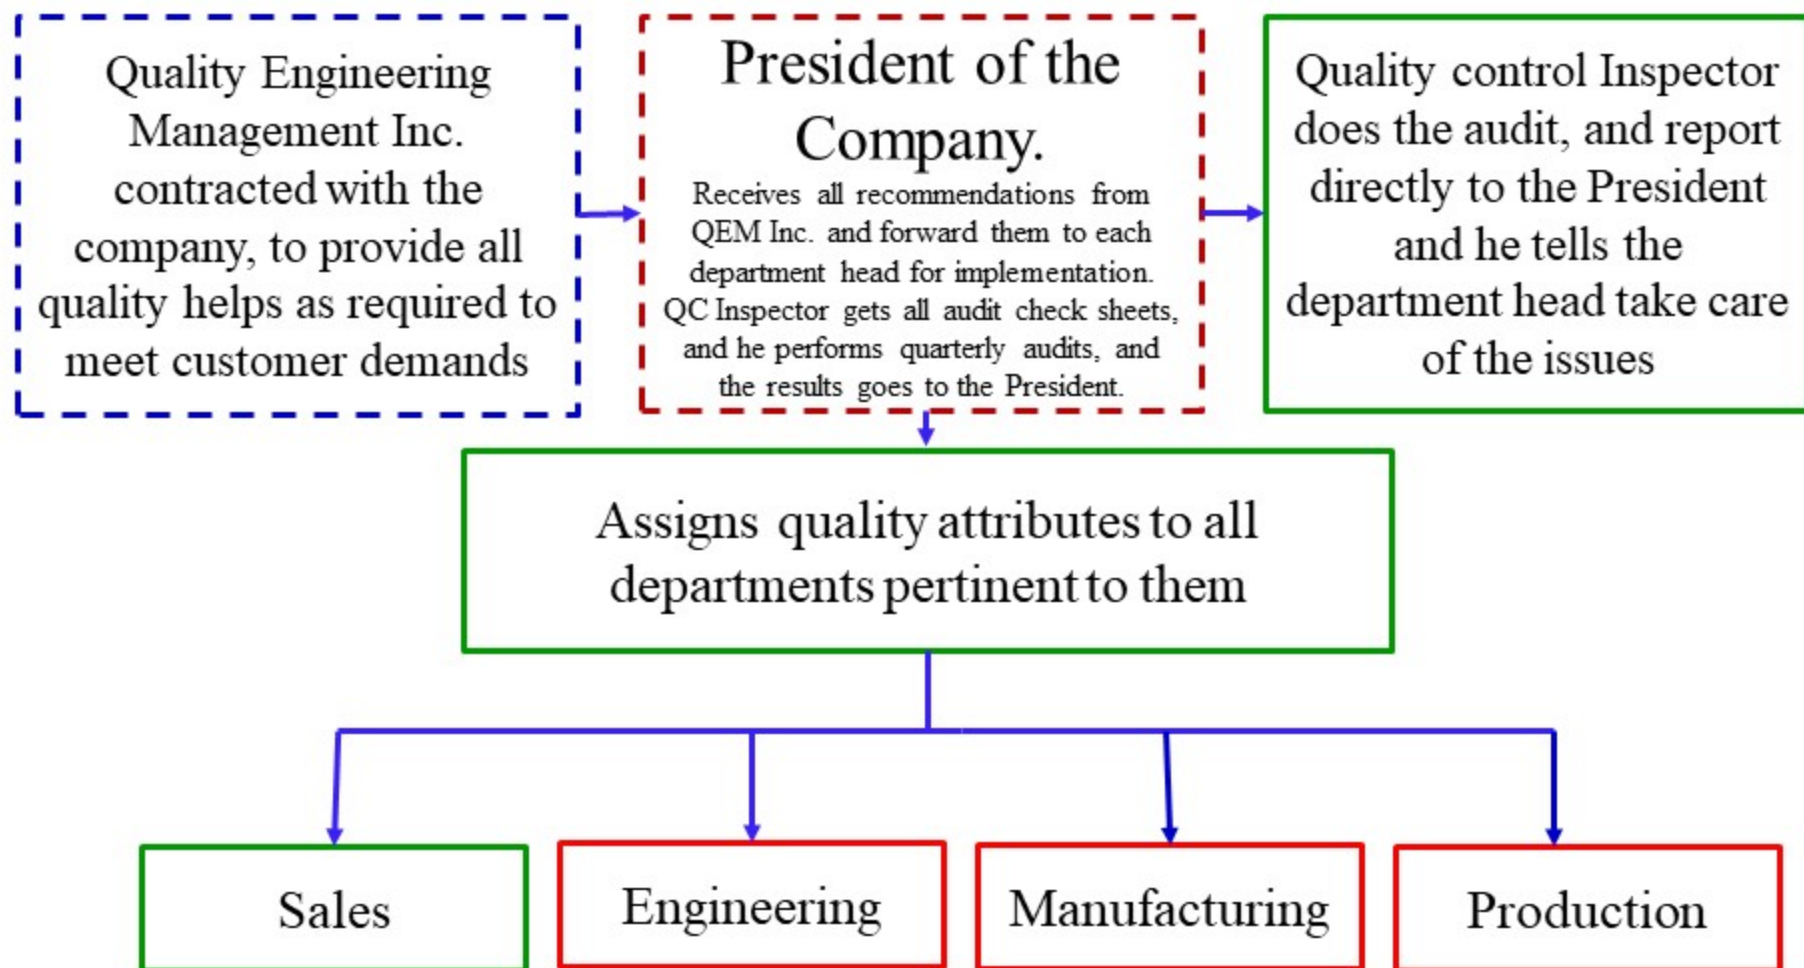 Quality Engineering
Management Inc.
contracted with the
company, to provide all
quality helps as required to
meet customer demands
President of the
Company.
Receives all recommendations from
QEM Inc. and forward them to each
department head for implementation.
QC Inspector gets all audit check sheets,
and he performs quarterly audits, and
the results goes to the President.
Quality control Inspector
does the audit, and report
directly to the President
and he tells the
department head take care
of the issues
Assigns quality attributes to all
departments pertinent to them
Sales
Engineering
Manufacturing
Production